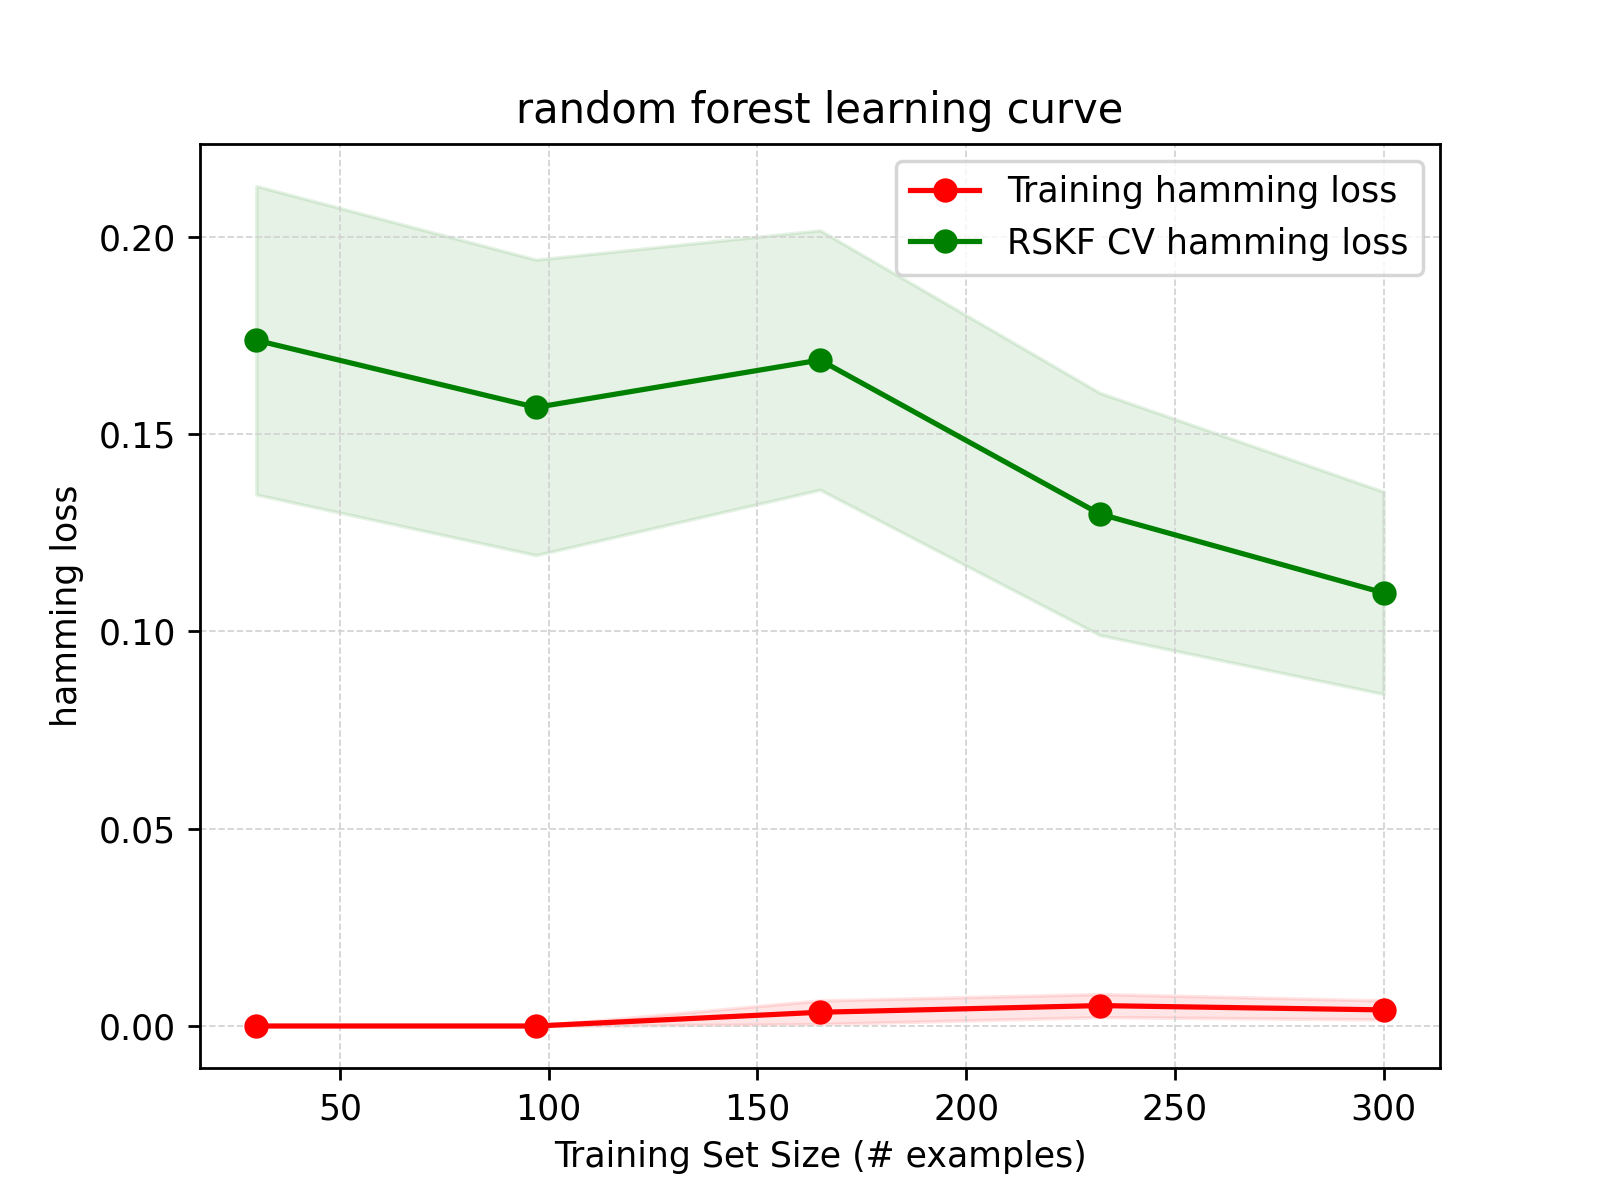 random forest learning curve
Training hamming loss
RSKF CV hamming loss
0.20
0.15
0.10
0.05
0.00
hamming loss
50 100 150 200 250 300
Training Set Size (# examples)